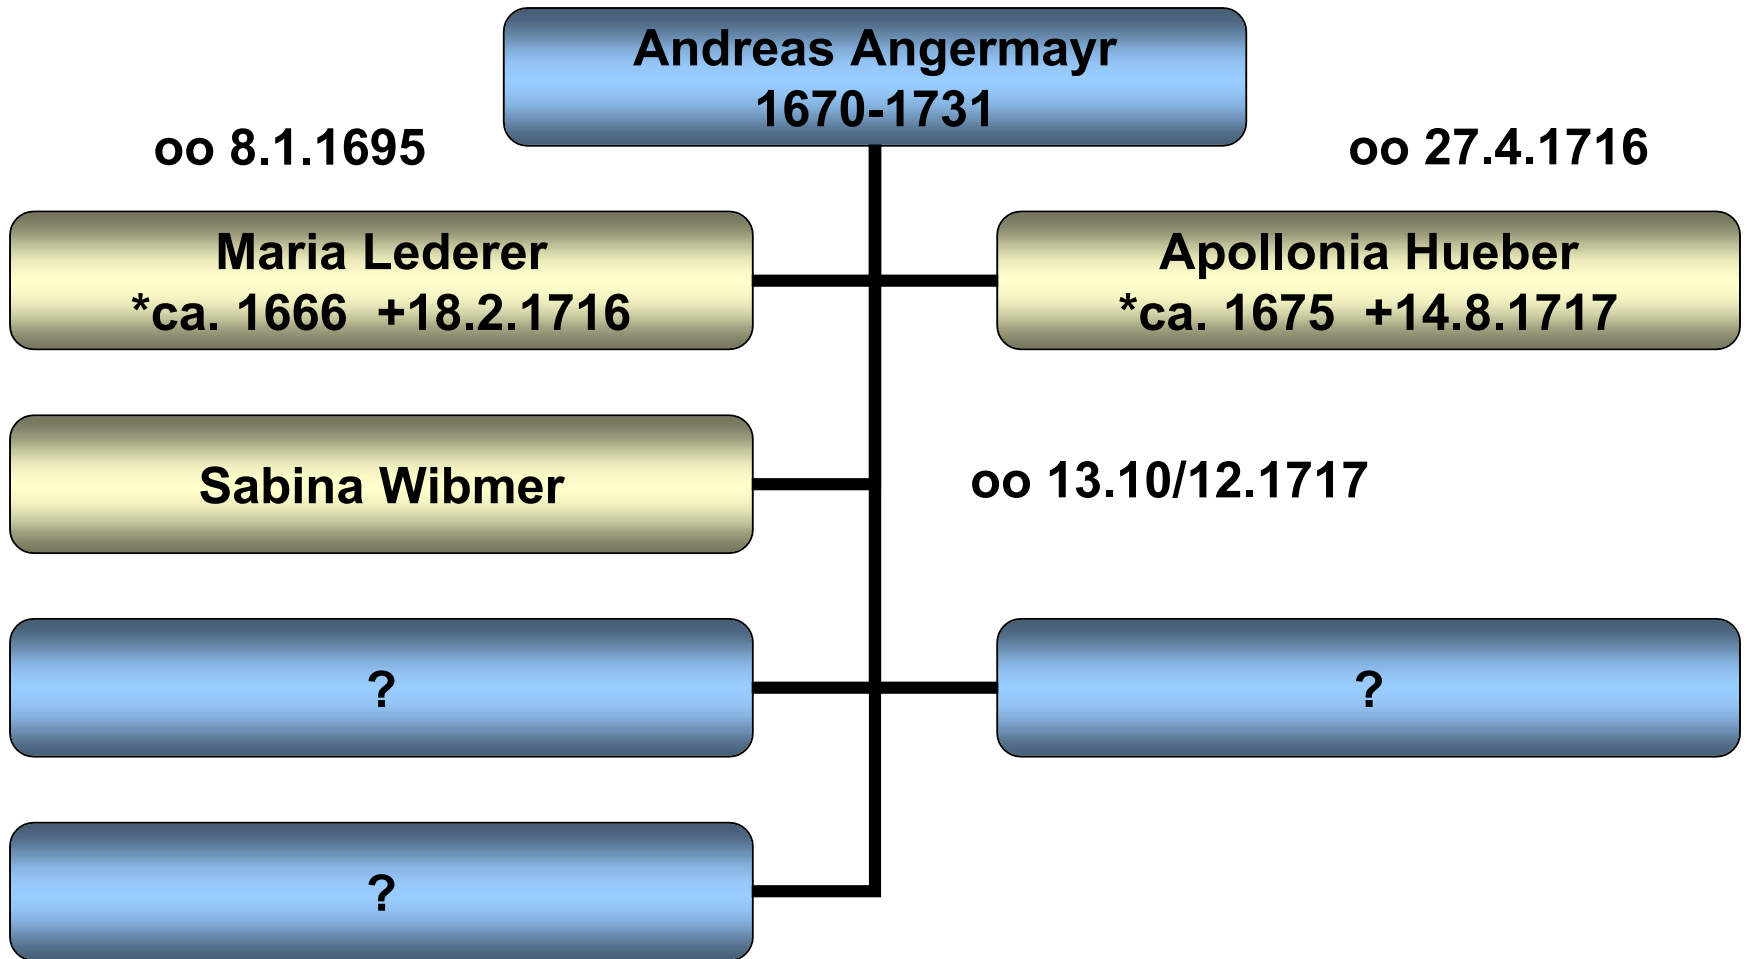 Andreas Angermayr
1670-1731
oo 8.1.1695
oo 27.4.1716
Maria Lederer
*ca. 1666  +18.2.1716
Apollonia Hueber
*ca. 1675  +14.8.1717
Sabina Wibmer
oo 13.10/12.1717
?
?
?